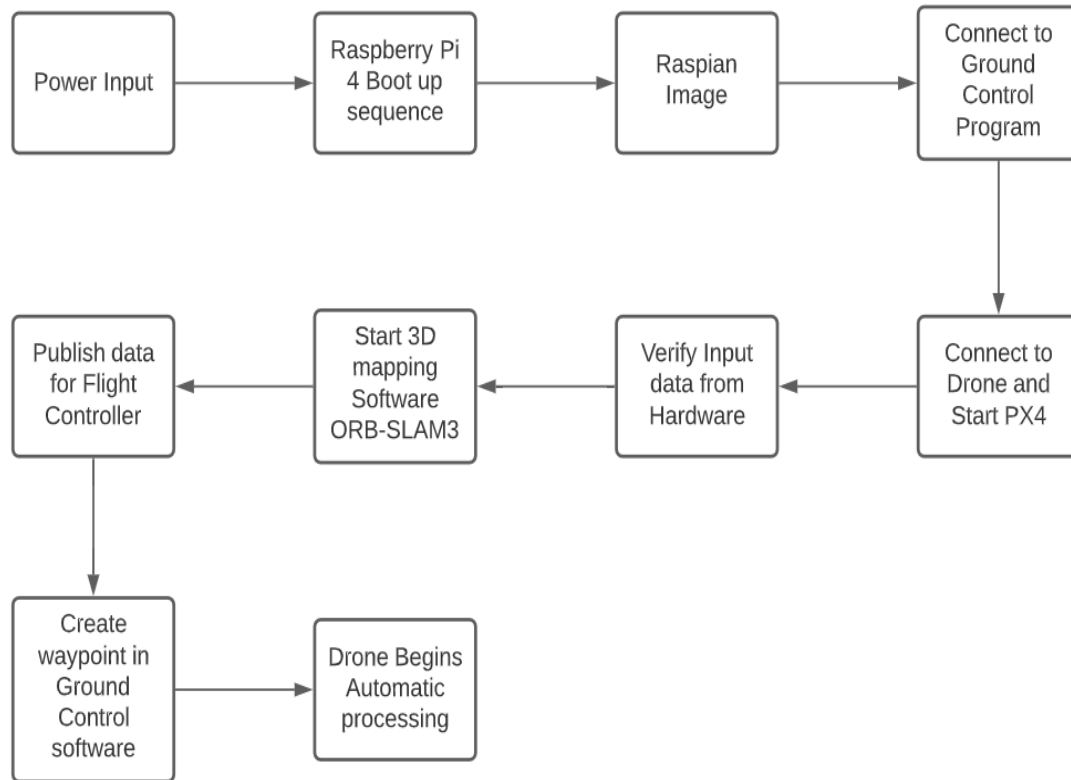 Power Input
Raspberry Pi
4 Boot up
sequence
Raspian
Image
Connect to
Ground
Control
Program
Connect to
Drone and
Start PX4
Verify Input
data from
Hardware
Start 3D
mapping
Software
ORB-SLAM3
Publish data
for Flight
Controller
Create
waypoint in
Ground
Control
software
Drone Begins
Automatic
processing